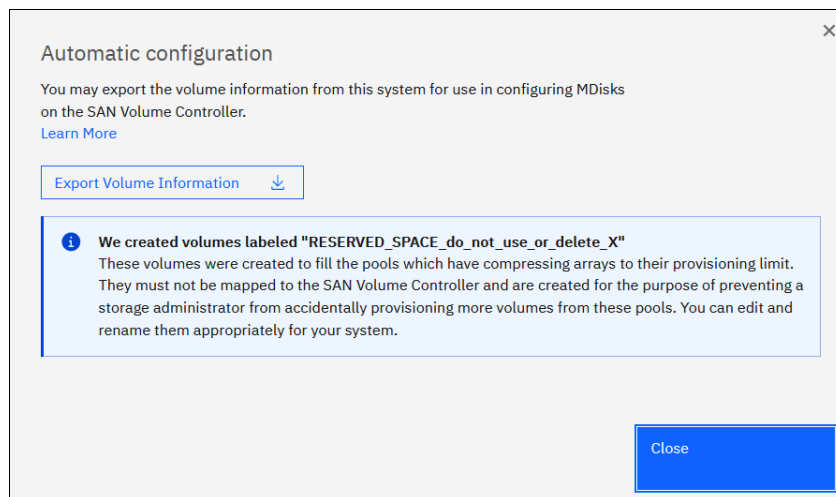 Automatic configuration
You may export the volume information from this system for use in configuring MDisks
on the SAN Volume Controller.
Learn More
Export Volume Information
We created volumes labeled "RESERVED_SPACE_do_not_use_or_delete_X"
These volumes were created to fill the pools which have compressing arrays to their provisioning limit.
They must not be mapped to the SAN Volume Controller and are created for the purpose of preventing a
storage administrator from accidentally provisioning more volumes from these pools. You can edit and
rename them appropriately for your system.
Close